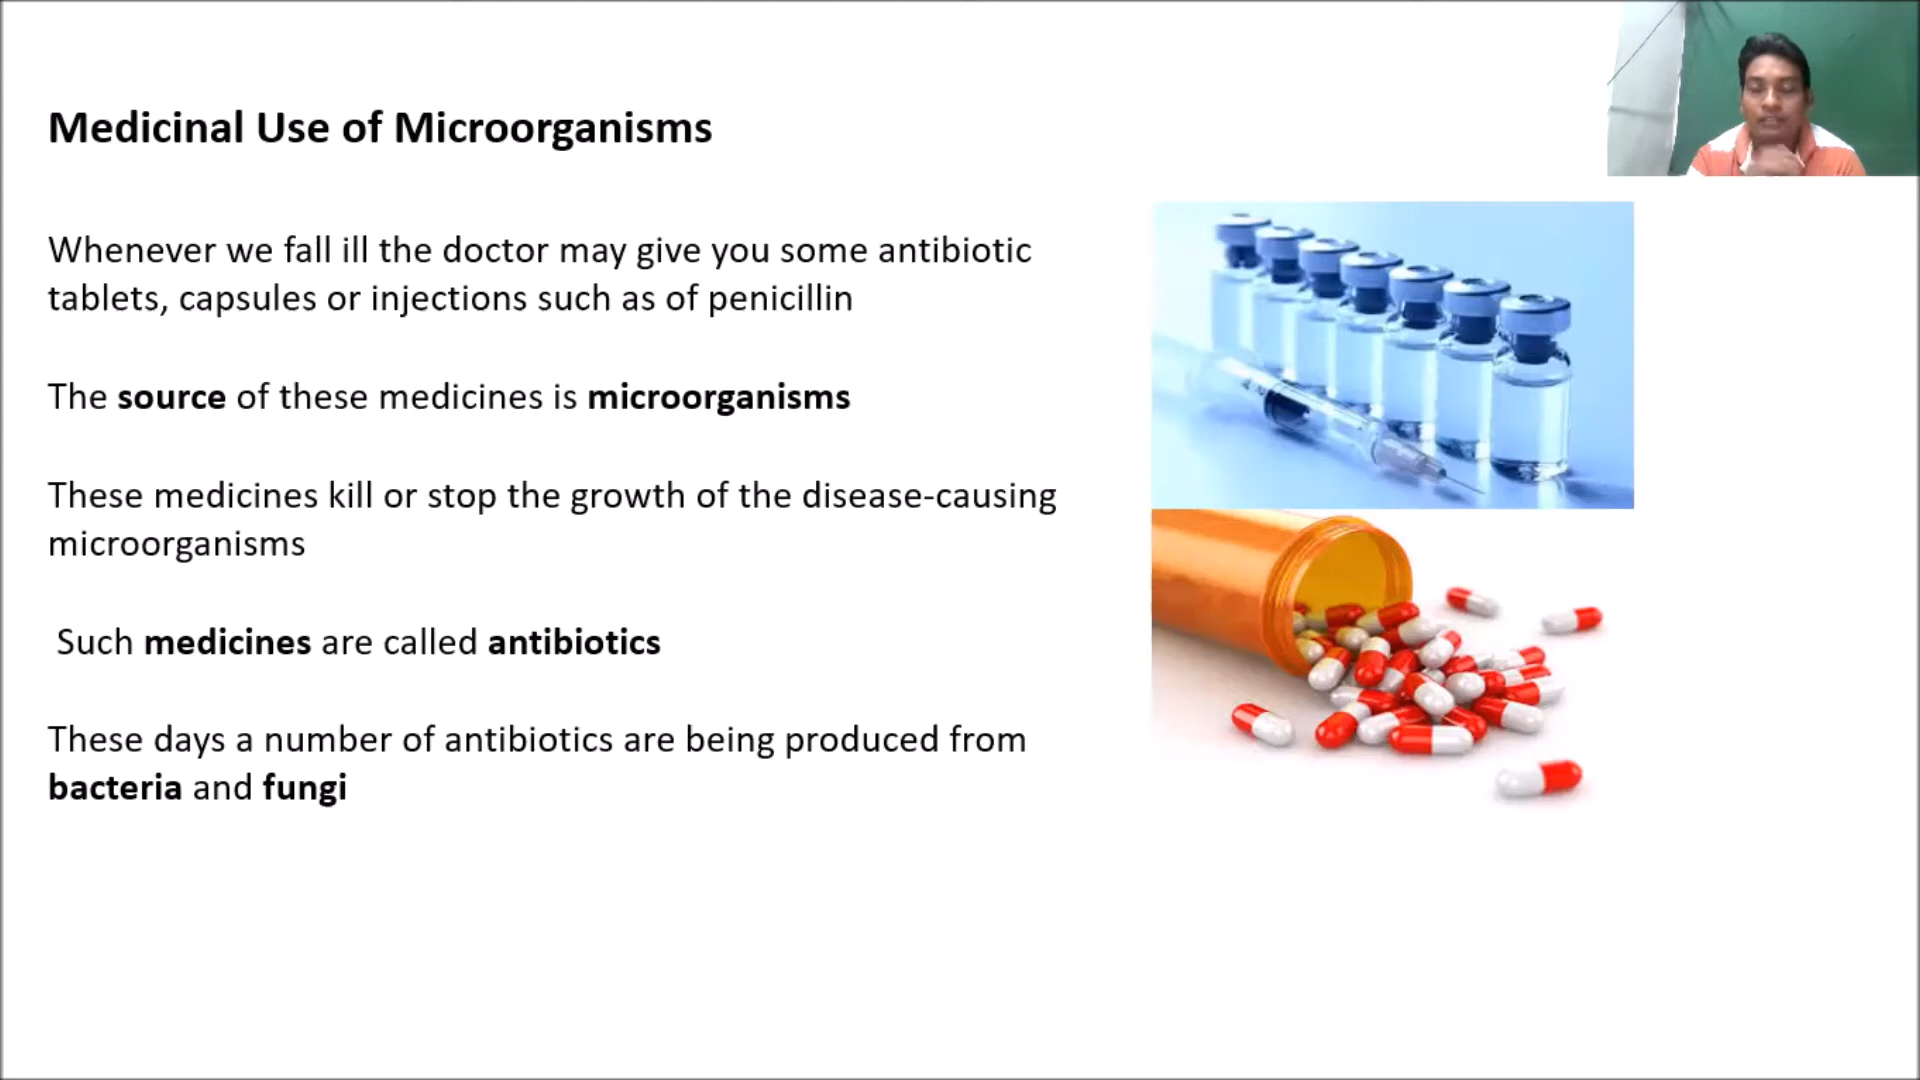 Medicinal Use of Microorganisms
Whenever we fall ill the doctor may give you some antibiotic
tablets, capsules or injections such as of penicillin
The source of these medicines is microorganisms
These medicines kill or stop the growth of the disease-causing
microorganisms
Such medicines are called antibiotics
These days a number of antibiotics are being produced from
bacteria and fungi